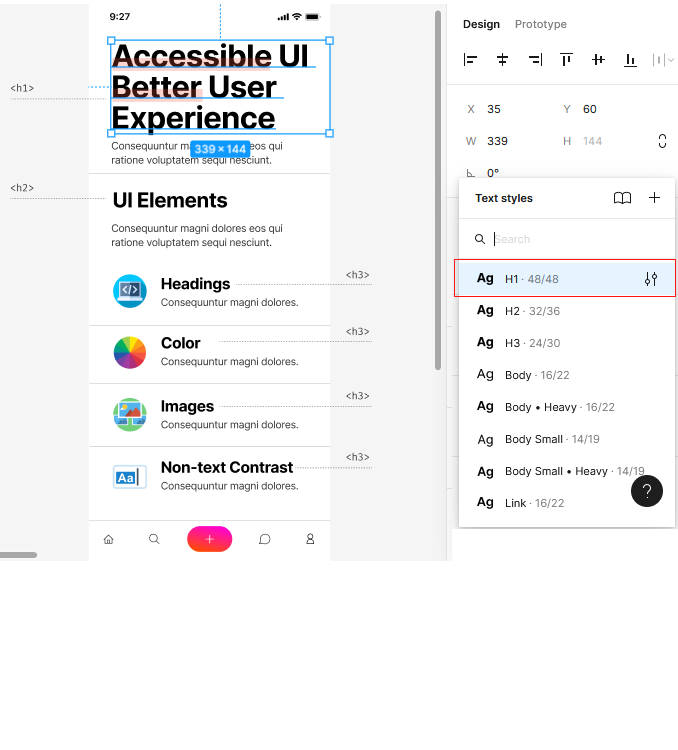 9:27
Accessible UI
Better User
Experience
339 × 144
Consequuntur m eos qui
ratione voluptatem sequi nesciunt.
<h1>
<h2>
UI Elements
Consequuntur magni dolores eos qui
ratione voluptatem sequi nesciunt.
Headings
<h3>
Consequuntur magni dolores.
Color
<h3>
Consequuntur magni dolores.
Images
<h3>
Consequuntur magni dolores.
Aa
Non-text Contrast
<h3>
Consequuntur magni dolores.
Design Prototype
X 35 Y 60
W 339 H 144
0°
Text styles
Search
Ag H1 · 48/48
Ag H2 · 32/36
Ag H3 · 24/30
Ag Body · 16/22
Ag Body • Heavy · 16/22
Ag Body Small · 14/19
Ag Body Small • Heavy · 14/19
Ag Link · 16/22
?